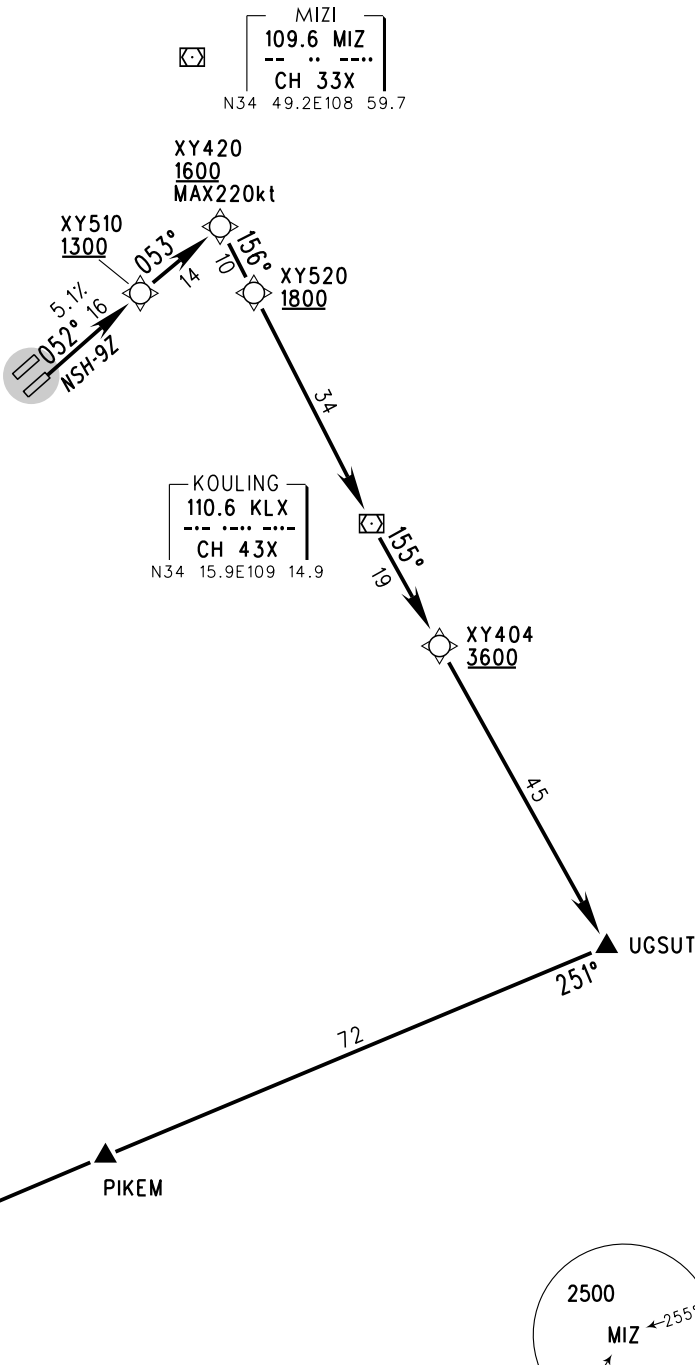 MIZI
109.6 MIZ
-- ·· --··
CH 33X
N34 49.2E108 59.7
XY420
1600
MAX220kt
XY510
1300
053°
14
156°
10
XY520
1800
5.1%
052° 16
NSH-9Z
34
KOULING
110.6 KLX
-·- ·-·· -··-
CH 43X
N34 15.9E109 14.9
155°
19
XY404
3600
45
UGSUT
251°
72
PIKEM
2500
MIZ
255°